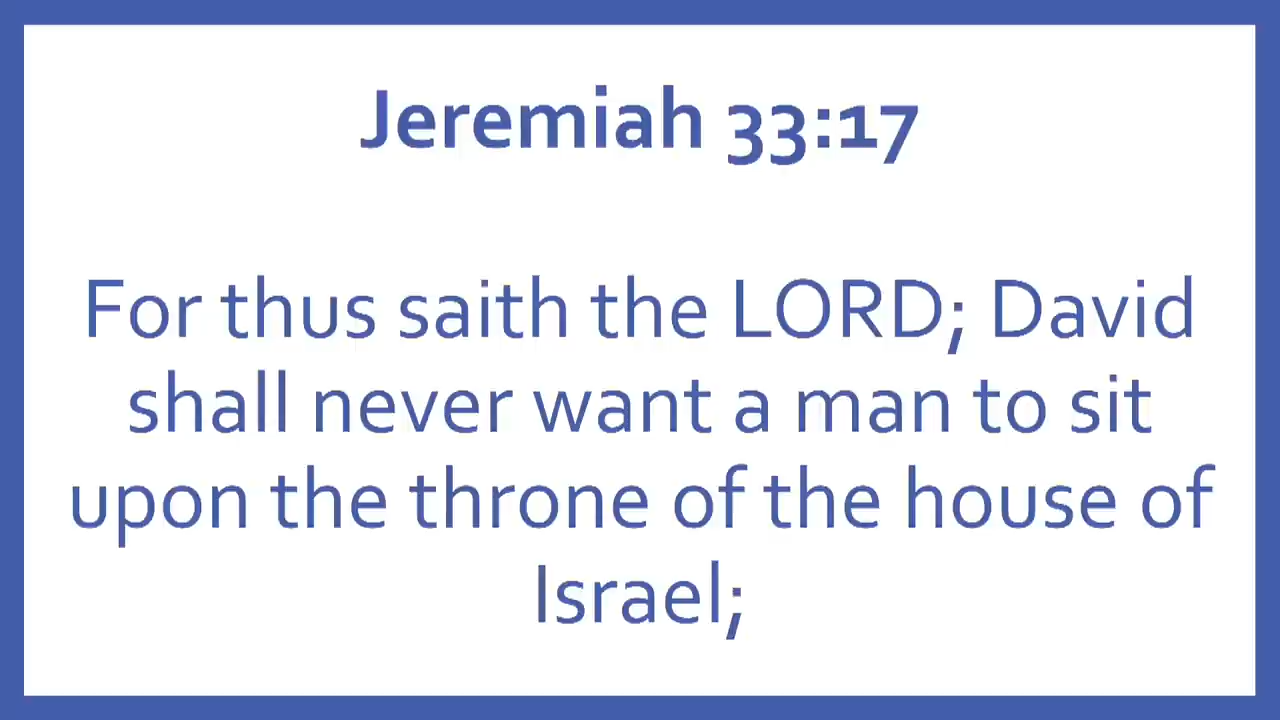 Jeremiah 33:17
For thus saith the LORD; David
shall never want a man to sit
upon the throne of the house of
Israel;